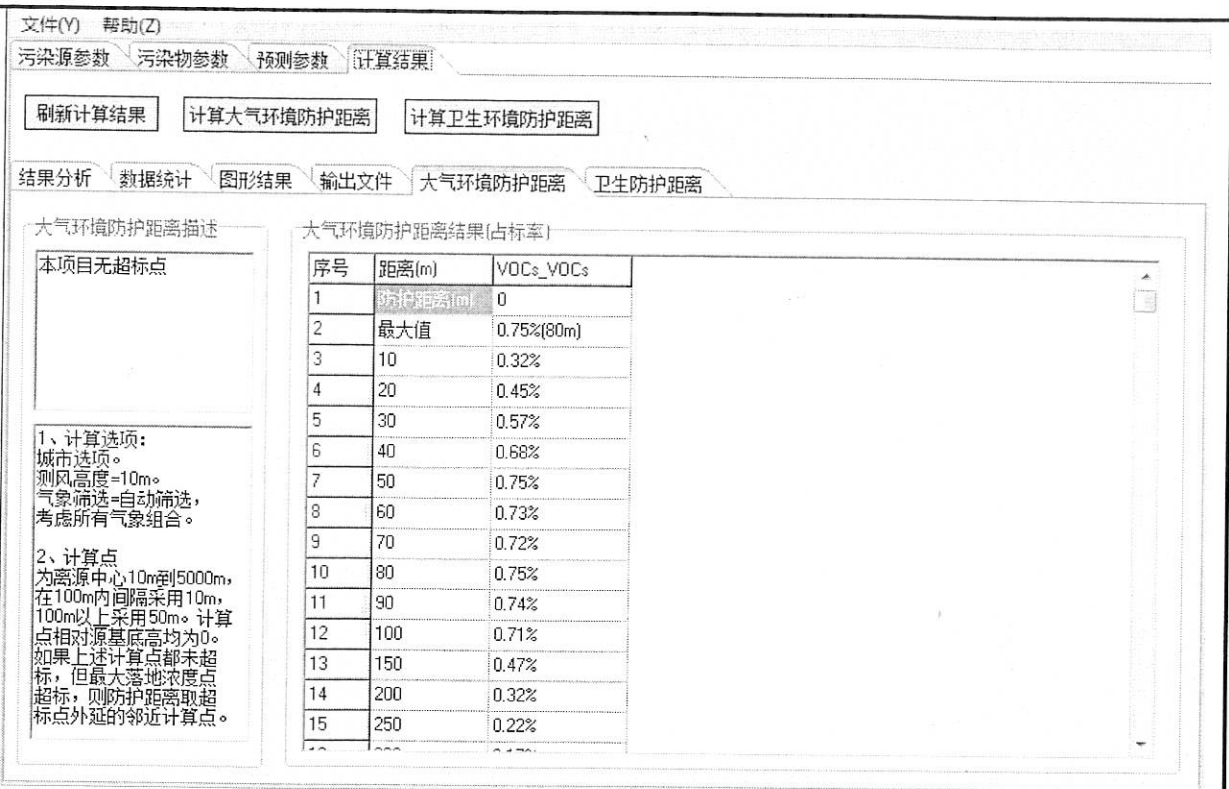 文件(Y) 帮助(Z)
污染源参数 污染物参数 预测参数 计算结果
刷新计算结果 计算大气环境防护距离 计算卫生环境防护距离
结果分析 数据统计 图形结果 输出文件 大气环境防护距离 卫生防护距离
大气环境防护距离描述
本项目无超标点
1、计算选项:
城市选项。
测风高度=10m。
气象筛选=自动筛选,
考虑所有气象组合。
2、计算点
为离源中心10m到5000m,
在100m内间隔采用10m,
100m以上采用50m。计算
点相对源基底高均为0。
如果上述计算点都未超
标,但最大落地浓度点
超标,则防护距离取超
标点外延的邻近计算点。
大气环境防护距离结果(占标率)
序号 距离(m) VOCs_VOCs
1 防护距离(m) 0
2 最大值 0.75%(80m)
3 10 0.32%
4 20 0.45%
5 30 0.57%
6 40 0.68%
7 50 0.75%
8 60 0.73%
9 70 0.72%
10 80 0.75%
11 90 0.74%
12 100 0.71%
13 150 0.47%
14 200 0.32%
15 250 0.22%